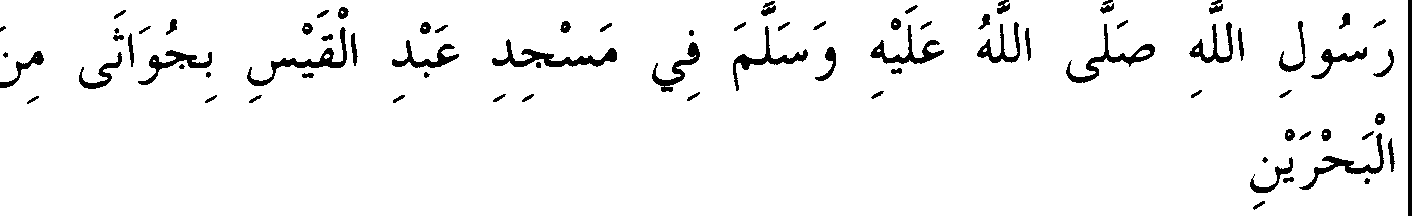 رَسُولِ اللَّهِ صَلَّى اللَّهُ عَلَيْهِ وَسَلَّمَ فِي مَسْجِدِ عَبْدِ الْقَيْسِ بِجُوَاثَى مِنَ
الْبَحْرَيْنِ